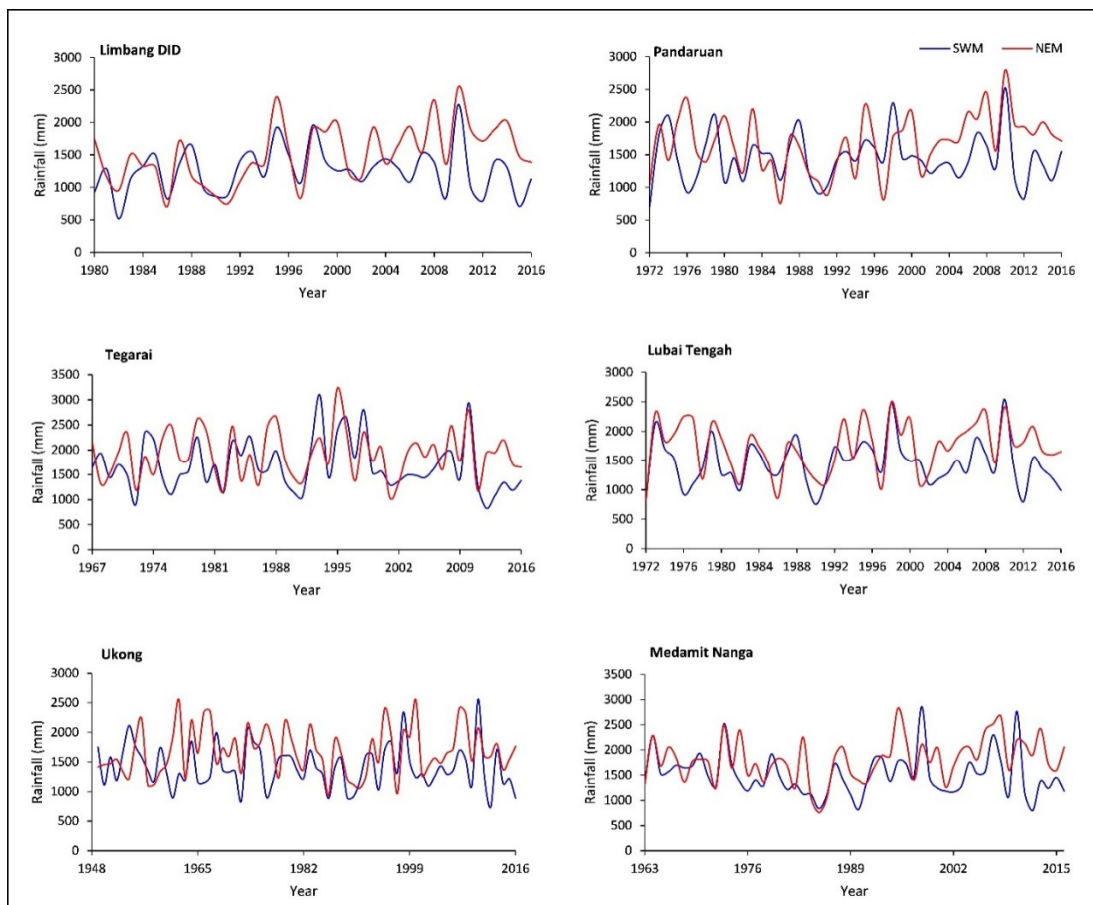 Limbang DID
3000
2500
2000
1500
1000
500
0
Rainfall (mm)
1980 1984 1988 1992 1996 2000 2004 2008 2012 2016
Year
Pandaruan
SWM NEM
3000
2500
2000
1500
1000
500
0
Rainfall (mm)
1972 1976 1980 1984 1988 1992 1996 2000 2004 2008 2012 2016
Year
Tegarai
3500
3000
2500
2000
1500
1000
500
0
Rainfall (mm)
1967 1974 1981 1988 1995 2002 2009 2016
Year
Lubai Tengah
3000
2500
2000
1500
1000
500
0
Rainfall (mm)
1972 1976 1980 1984 1988 1992 1996 2000 2004 2008 2012 2016
Year
Ukong
3000
2500
2000
1500
1000
500
0
Rainfall (mm)
1948 1965 1982 1999 2016
Year
Medamit Nanga
3500
3000
2500
2000
1500
1000
500
0
Rainfall (mm)
1963 1976 1989 2002 2015
Year